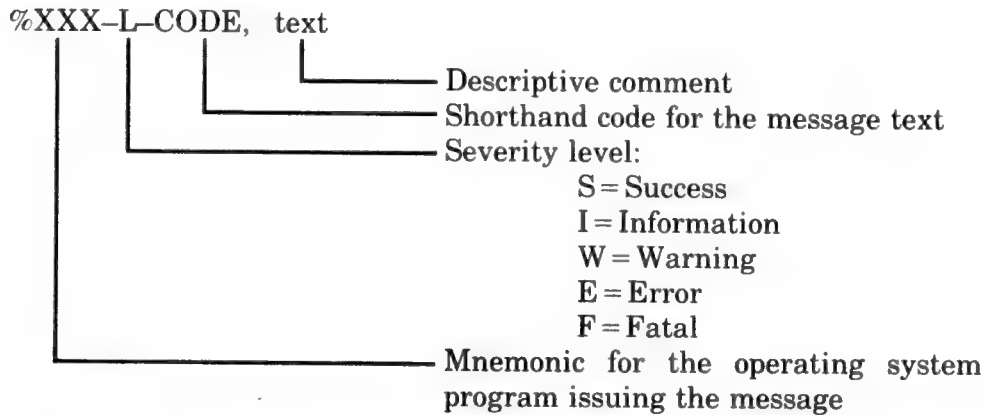 %XXX–L–CODE, text
Descriptive comment
Shorthand code for the message text
Severity level:
S = Success
I = Information
W = Warning
E = Error
F = Fatal
Mnemonic for the operating system
program issuing the message